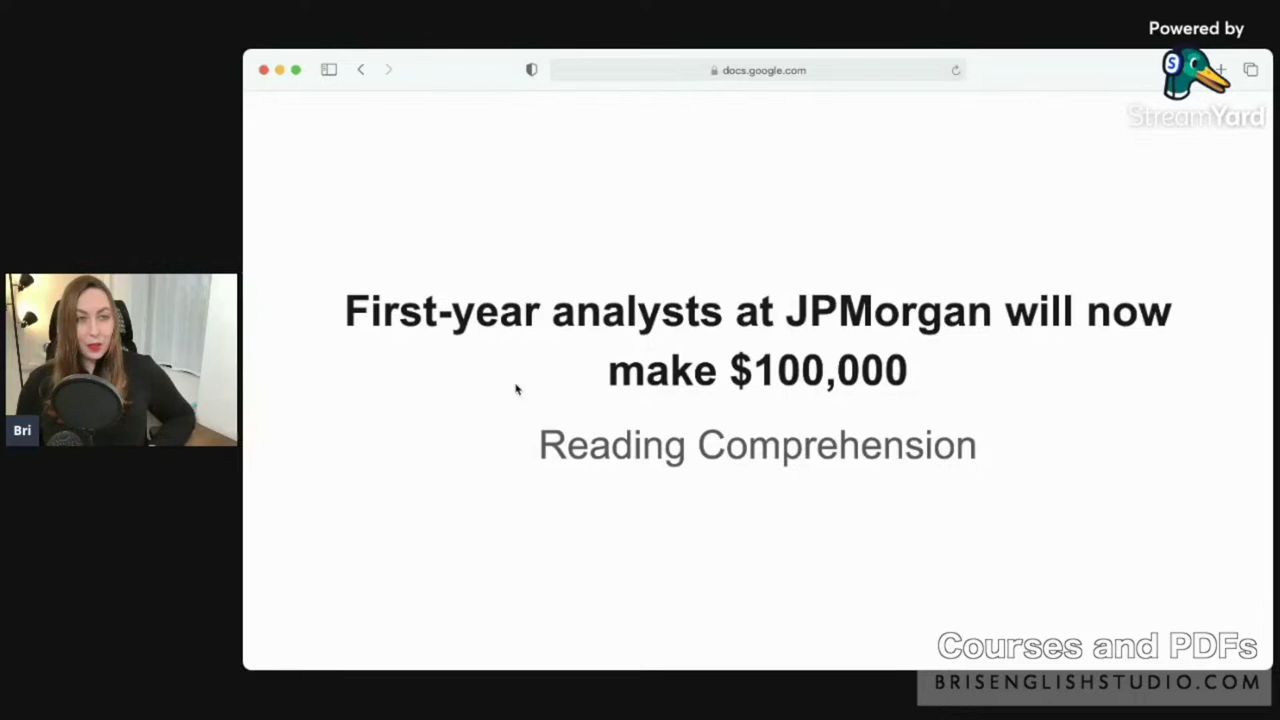 Powered by
StreamYard
docs.google.com
First-year analysts at JPMorgan will now
make $100,000
Reading Comprehension
Bri
Courses and PDFs
BRISENGLISHSTUDIO.COM